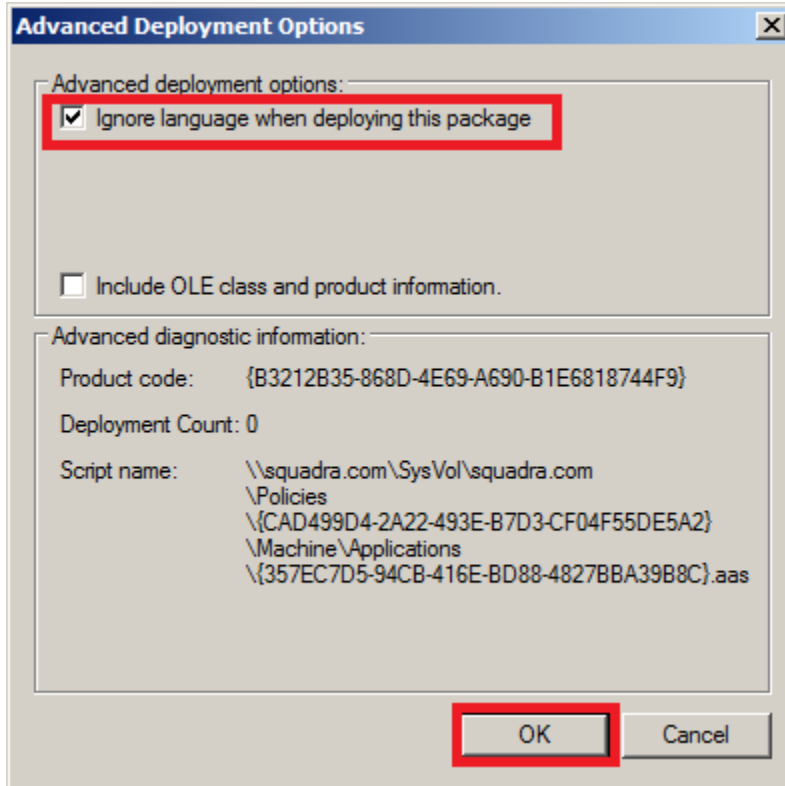 Advanced Deployment Options
Advanced deployment options:
Ignore language when deploying this package
Include OLE class and product information.
Advanced diagnostic information:
Product code: {B3212B35-868D-4E69-A690-B1E6818744F9}
Deployment Count: 0
Script name: \\squadra.com\SysVol\squadra.com
\Policies
\{CAD499D4-2A22-493E-B7D3-CF04F55DE5A2}
\Machine\Applications
\{357EC7D5-94CB-416E-BD88-4827BBA39B8C}.aas
OK Cancel